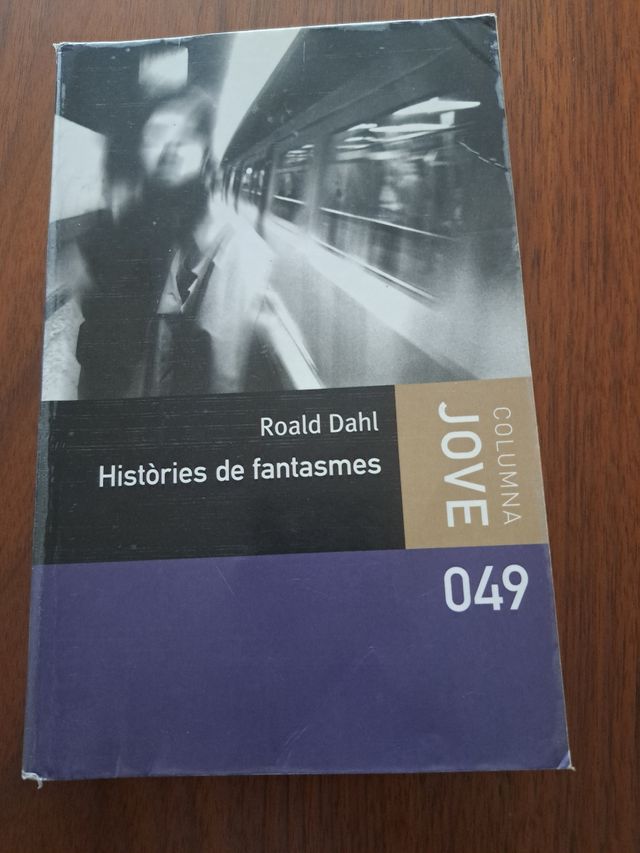 Roald Dahl
Històries de fantasmes
COLUMNA
JOVE
049